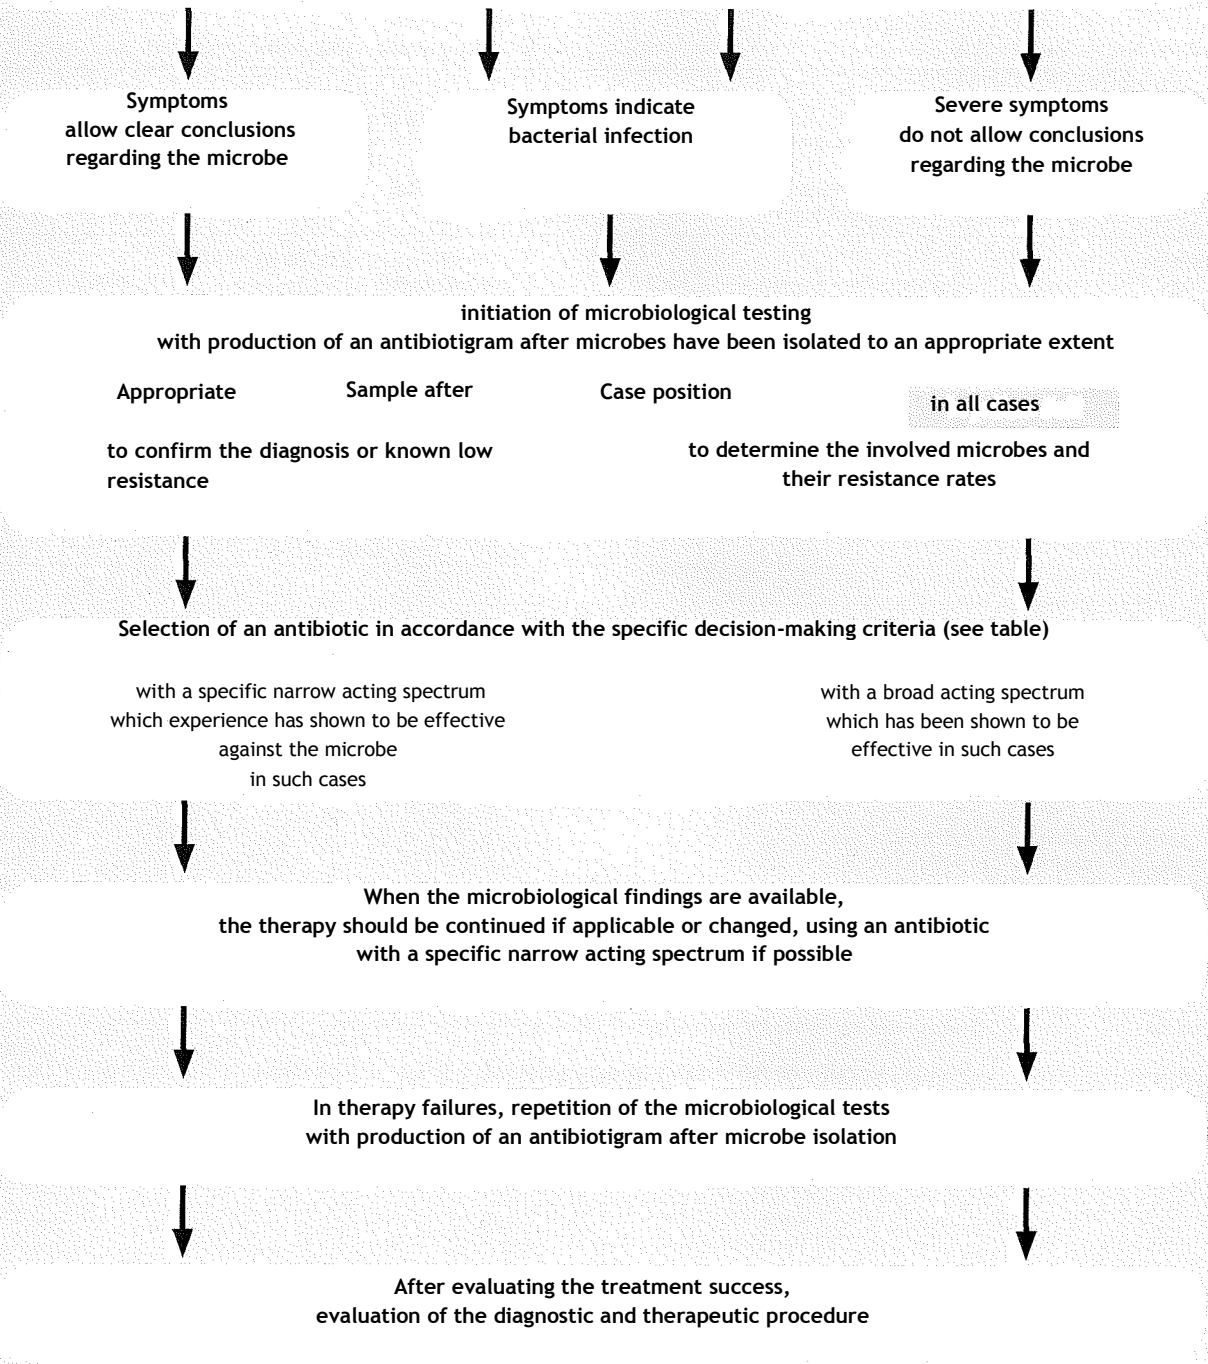 Symptoms
allow clear conclusions
regarding the microbe
Symptoms indicate
bacterial infection
Severe symptoms
do not allow conclusions
regarding the microbe
initiation of microbiological testing
with production of an antibiotigram after microbes have been isolated to an appropriate extent
Appropriate
Sample after
Case position
in all cases
to confirm the diagnosis or known low
resistance
to determine the involved microbes and
their resistance rates
Selection of an antibiotic in accordance with the specific decision-making criteria (see table)
with a specific narrow acting spectrum
which experience has shown to be effective
against the microbe
in such cases
with a broad acting spectrum
which has been shown to be
effective in such cases
When the microbiological findings are available,
the therapy should be continued if applicable or changed, using an antibiotic
with a specific narrow acting spectrum if possible
In therapy failures, repetition of the microbiological tests
with production of an antibiotigram after microbe isolation
After evaluating the treatment success,
evaluation of the diagnostic and therapeutic procedure